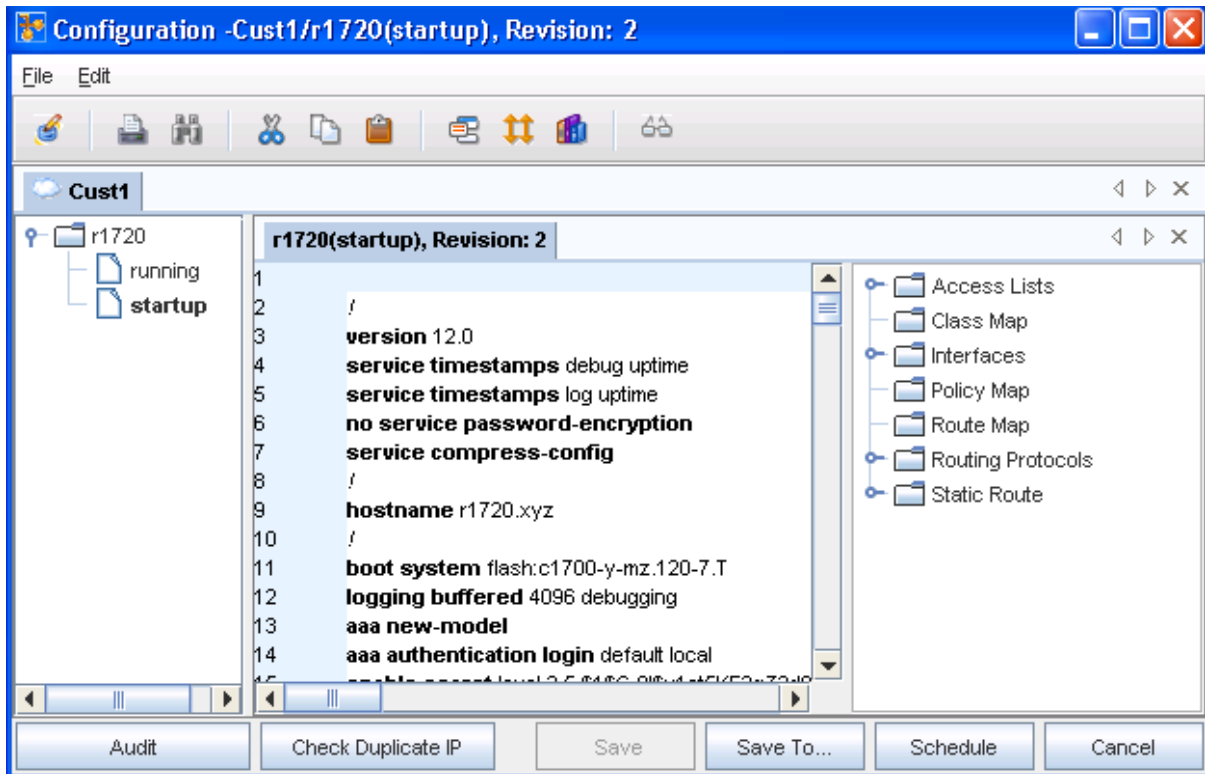 Configuration -Cust1/r1720(startup), Revision: 2
File Edit
Cust1
r1720
running
startup
r1720(startup), Revision: 2
1
2 !
3 version 12.0
4 service timestamps debug uptime
5 service timestamps log uptime
6 no service password-encryption
7 service compress-config
8 !
9 hostname r1720.xyz
10 !
11 boot system flash:c1700-y-mz.120-7.T
12 logging buffered 4096 debugging
13 aaa new-model
14 aaa authentication login default local
Access Lists
Class Map
Interfaces
Policy Map
Route Map
Routing Protocols
Static Route
Audit Check Duplicate IP Save Save To... Schedule Cancel